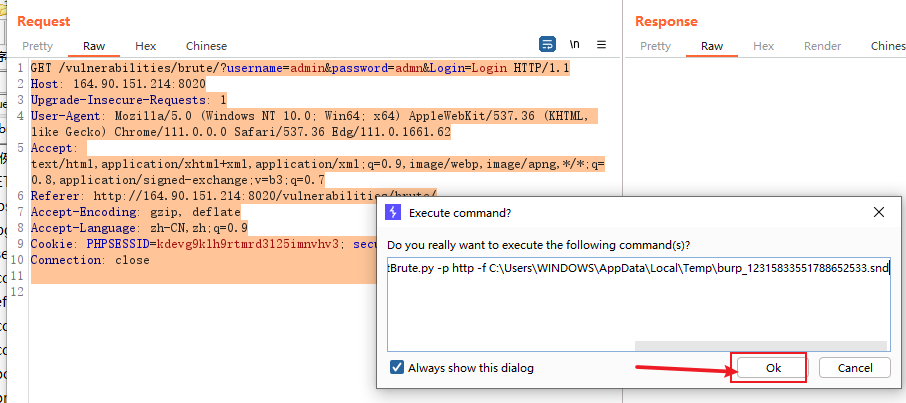 Request
Response
Pretty Raw Hex Chinese
\n
Pretty Raw Hex Render Chines
1 GET /vulnerabilities/brute/?username=admin&password=admn&Login=Login HTTP/1.1
2 Host: 164.90.151.214:8020
3 Upgrade-Insecure-Requests: 1
4 User-Agent: Mozilla/5.0 (Windows NT 10.0; Win64; x64) AppleWebKit/537.36 (KHTML,
like Gecko) Chrome/111.0.0.0 Safari/537.36 Edg/111.0.1661.62
5 Accept:
text/html,application/xhtml+xml,application/xml;q=0.9,image/webp,image/apng,*/*;q=
0.8,application/signed-exchange;v=b3;q=0.7
6 Referer: http://164.90.151.214:8020/vulnerabilities/brute/
7 Accept-Encoding: gzip, deflate
8 Accept-Language: zh-CN,zh;q=0.9
9 Cookie: PHPSESSID=kdevg9klh9rtmrd3125imnvhv3; secu
10 Connection: close
11
12
Execute command?
Do you really want to execute the following command(s)?
tBrute.py -p http -f C:\Users\WINDOWS\AppData\Local\Temp\burp_12315833551788652533.snd
Always show this dialog
Ok
Cancel